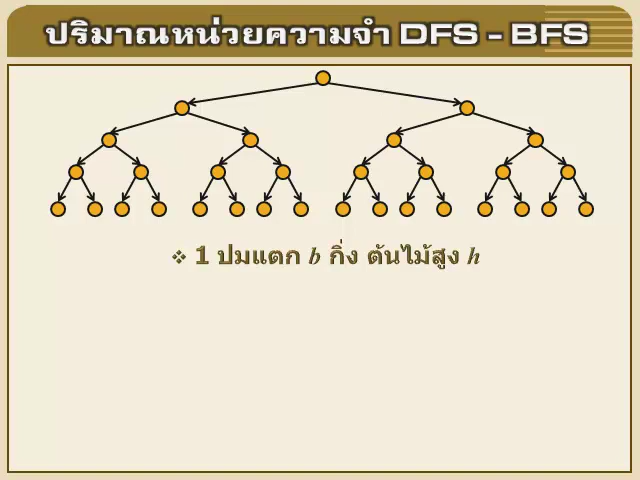 ปริมาณหน่วยความจำ DFS - BFS
❖ 1 ปมแตก b กิ่ง ต้นไม้สูง h